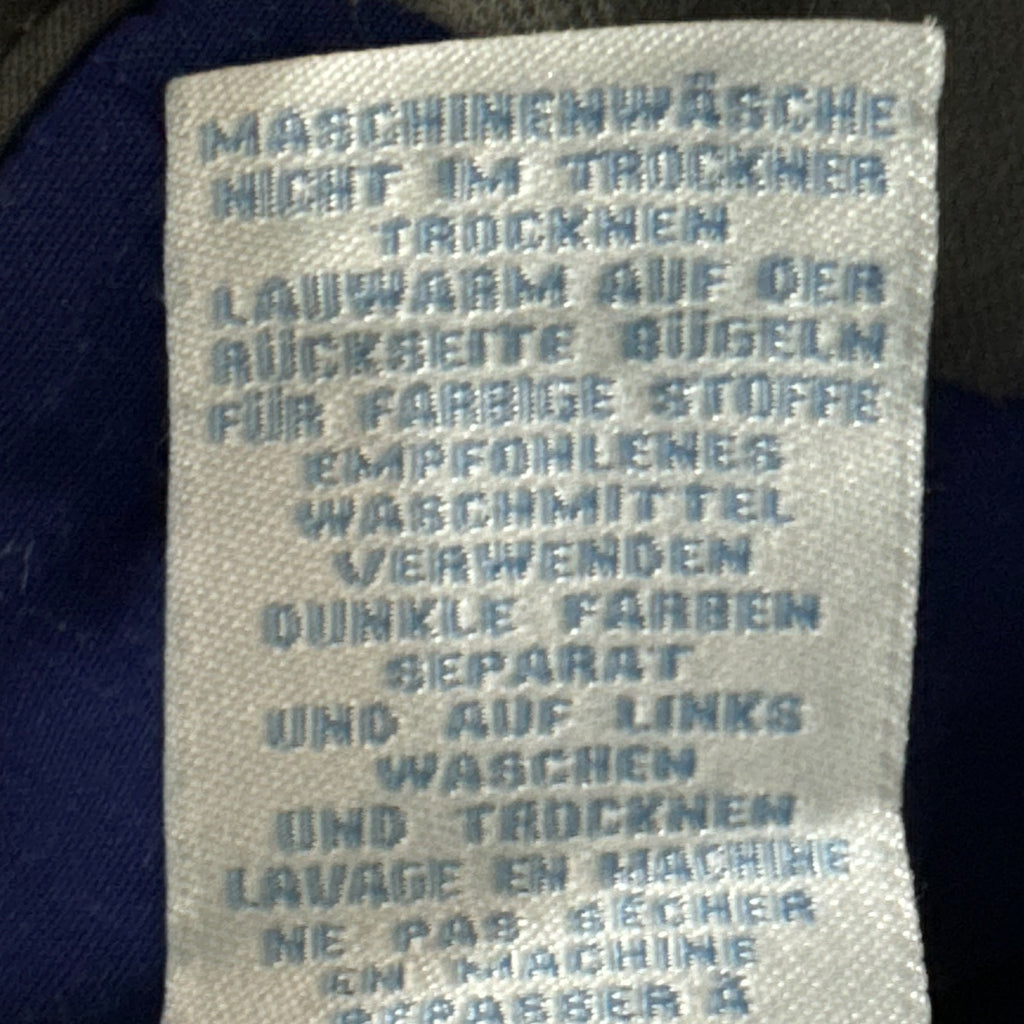 MASCHINENWÄSCHE
NICHT IM TROCKNER
TROCKNEN
LAUWARM AUF DER
RÜCKSEITE BÜGELN
FÜR FARBIGE STOFFE
EMPFOHLENES
WASCHMITTEL
VERWENDEN
DUNKLE FARBEN
SEPARAT
UND AUF LINKS
WASCHEN
UND TROCKNEN
LAVAGE EN MACHINE
NE PAS SÉCHER
EN MACHINE
REPASSER À